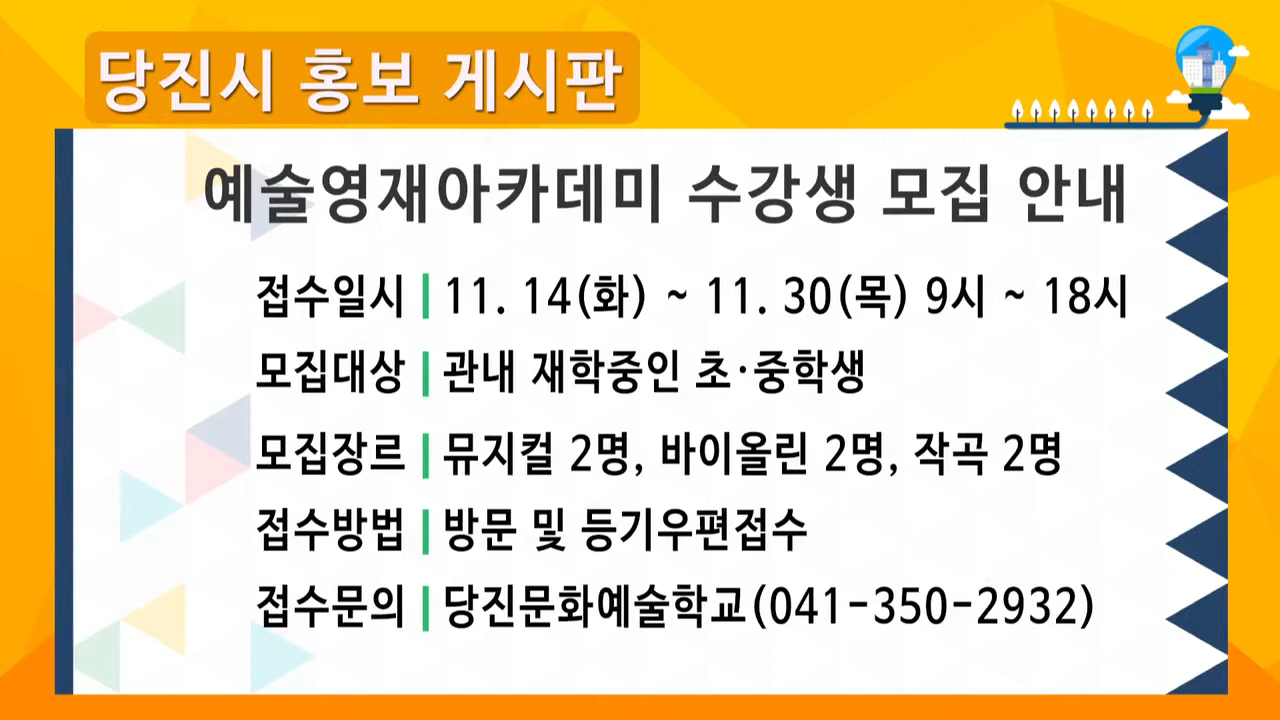 당진시 홍보 게시판
예술영재아카데미 수강생 모집 안내
접수일시 | 11. 14(화) ~ 11. 30(목) 9시 ~ 18시
모집대상 | 관내 재학중인 초·중학생
모집장르 | 뮤지컬 2명, 바이올린 2명, 작곡 2명
접수방법 | 방문 및 등기우편접수
접수문의 | 당진문화예술학교(041-350-2932)